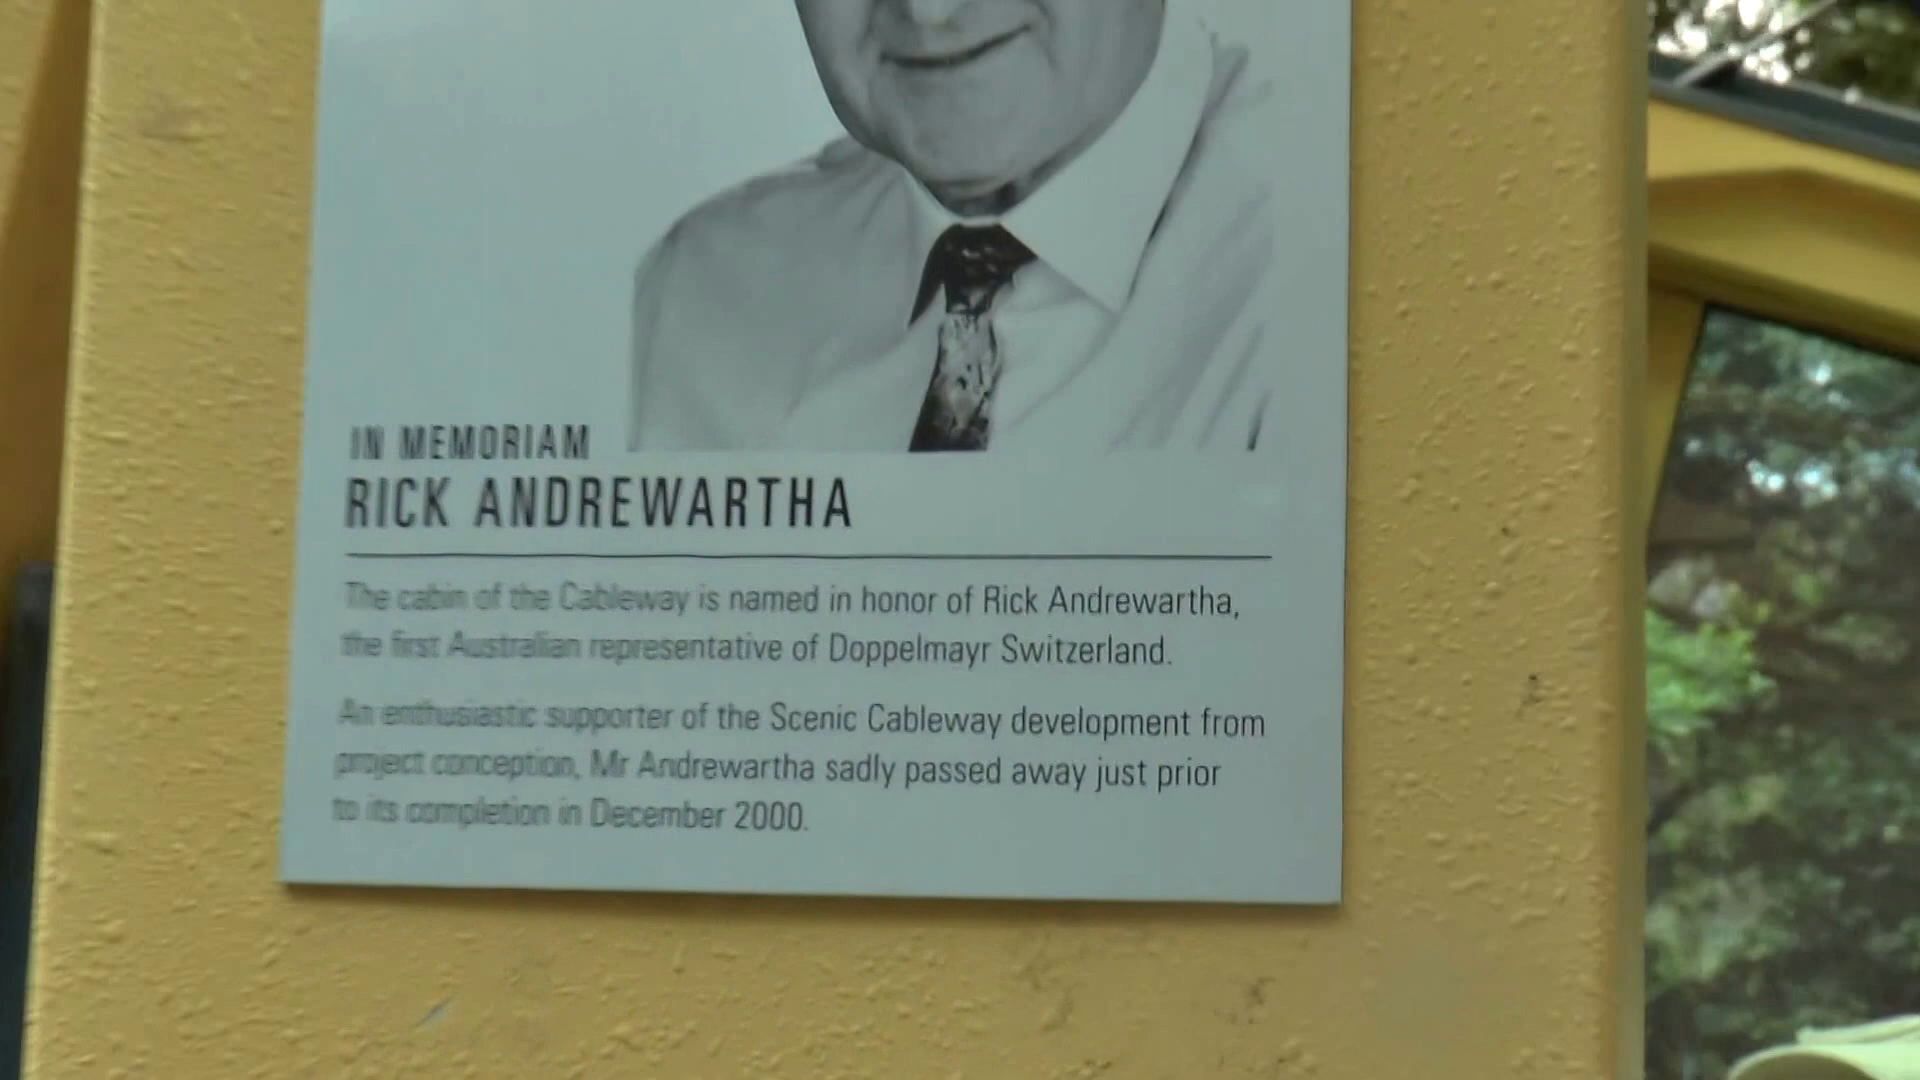 IN MEMORIAM
RICK ANDREWARTHA
The cabin of the Cableway is named in honor of Rick Andrewartha,
the first Australian representative of Doppelmayr Switzerland.
An enthusiastic supporter of the Scenic Cableway development from
project conception, Mr Andrewartha sadly passed away just prior
to its completion in December 2000.